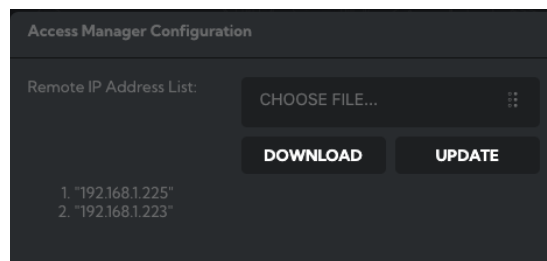 Access Manager Configuration
Remote IP Address List:
CHOOSE FILE...
DOWNLOAD UPDATE
1. "192.168.1.225"
2. "192.168.1.223"